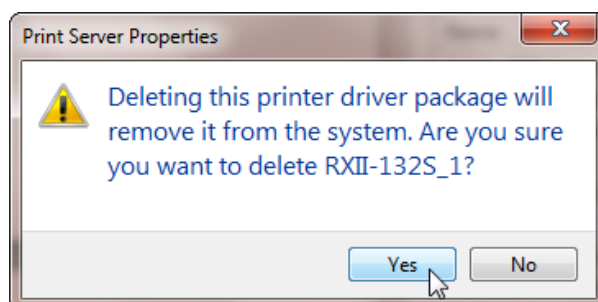 Print Server Properties
Deleting this printer driver package will
remove it from the system. Are you sure
you want to delete RXII-132S_1?
Yes
No